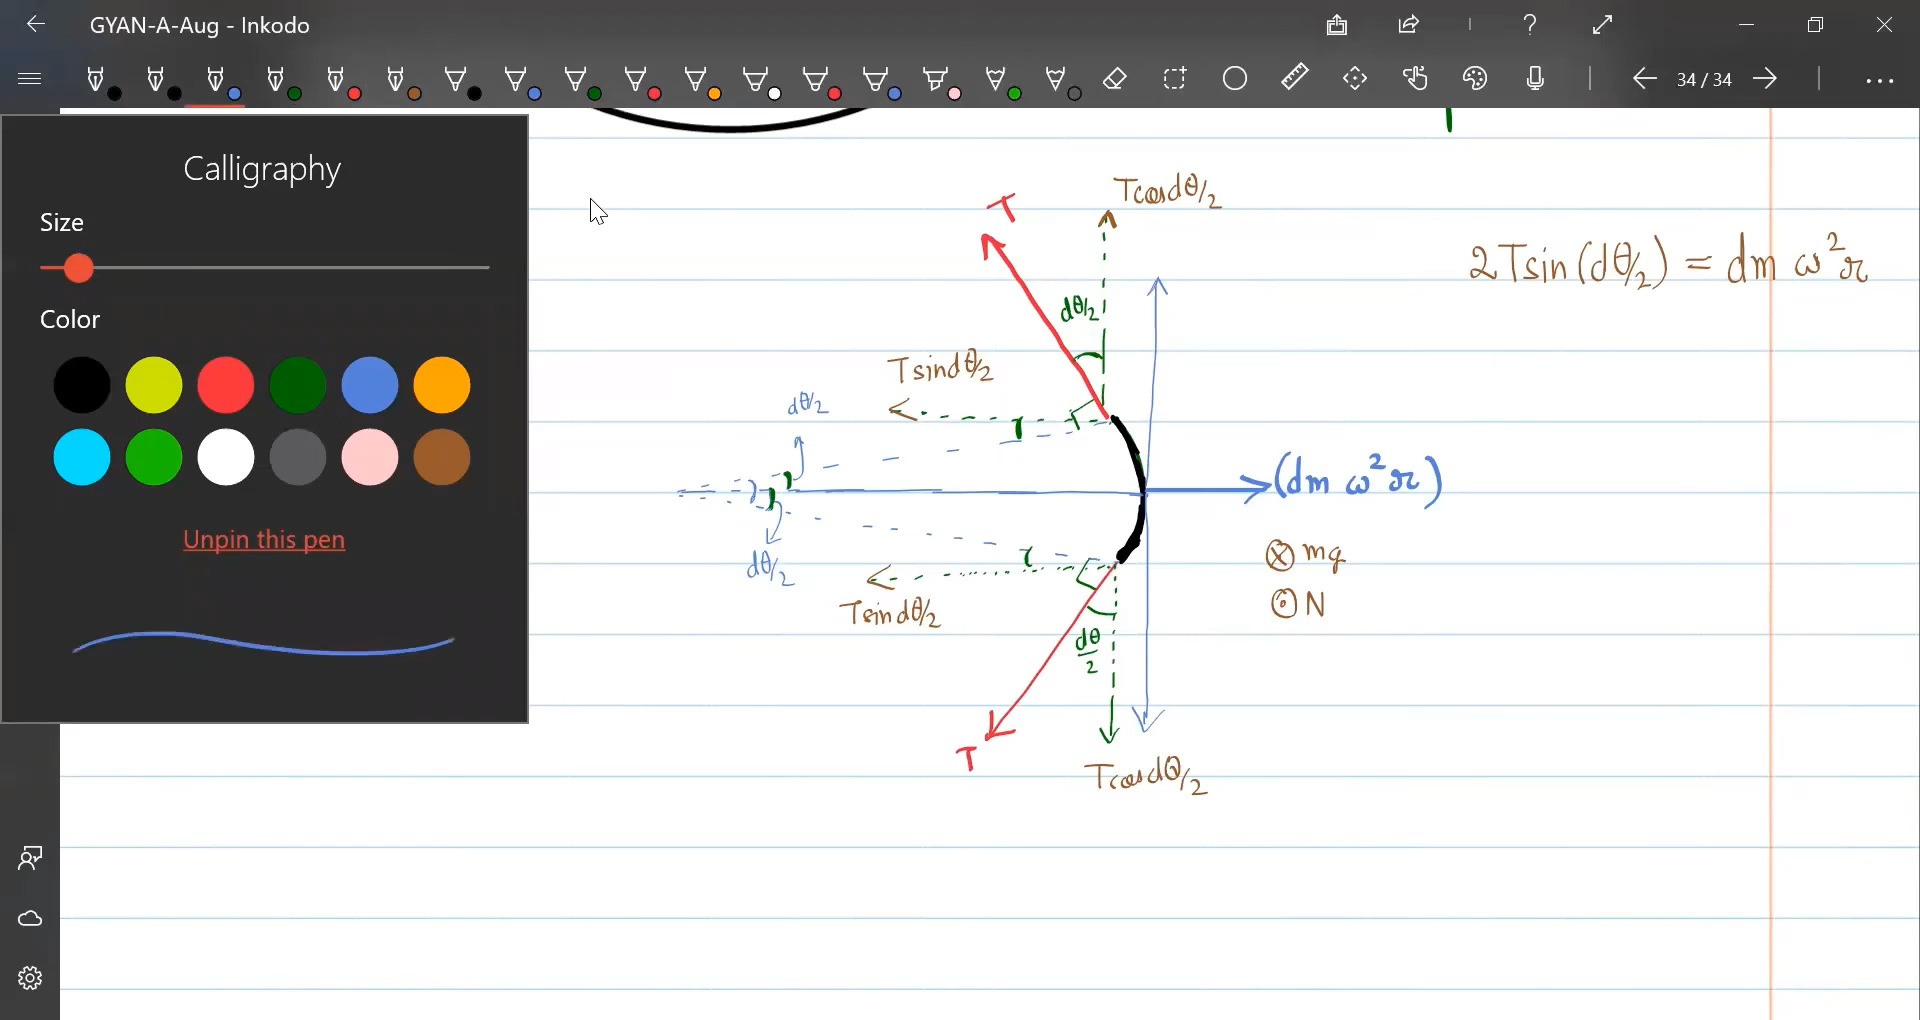 GYAN-A-Aug - Inkodo
34 / 34
Calligraphy
Size
Color
Unpin this pen
Tcosdθ/2
T
2Tsin(dθ/2) = dm ω²r
dθ/2
Tsindθ/2
dθ/2
(dm ω²r)
dθ/2
⊗ mg
Tsindθ/2
⊙ N
dθ/2
T
Tcosdθ/2